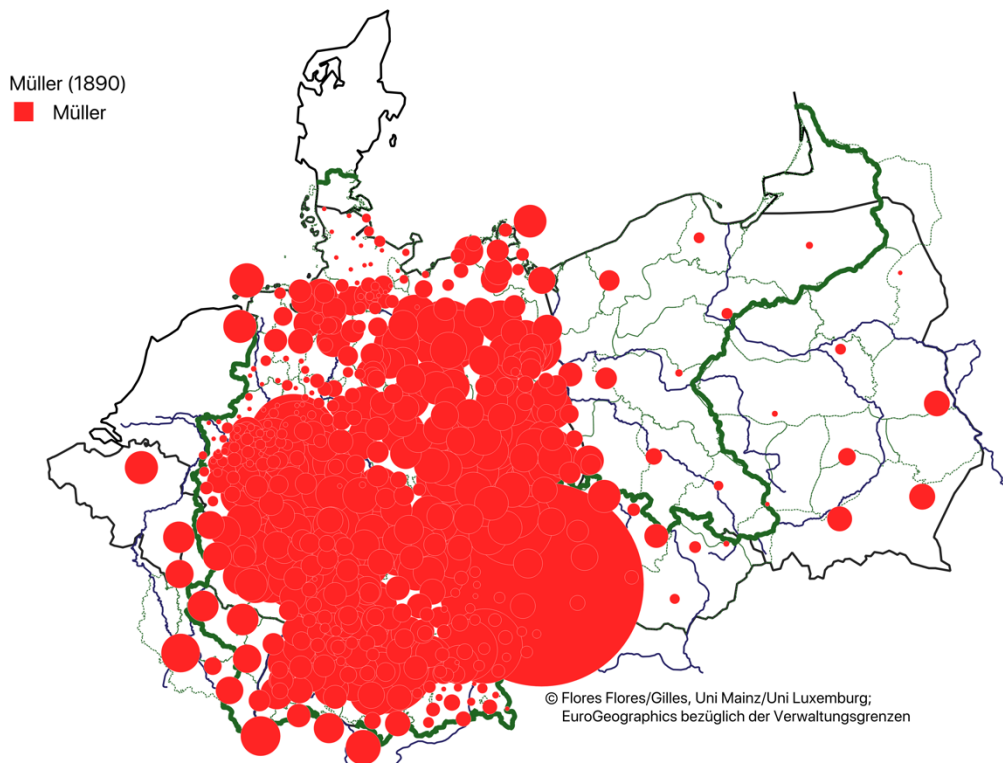 Müller (1890)
Müller
© Flores Flores/Gilles, Uni Mainz/Uni Luxemburg;
EuroGeographics bezüglich der Verwaltungsgrenzen